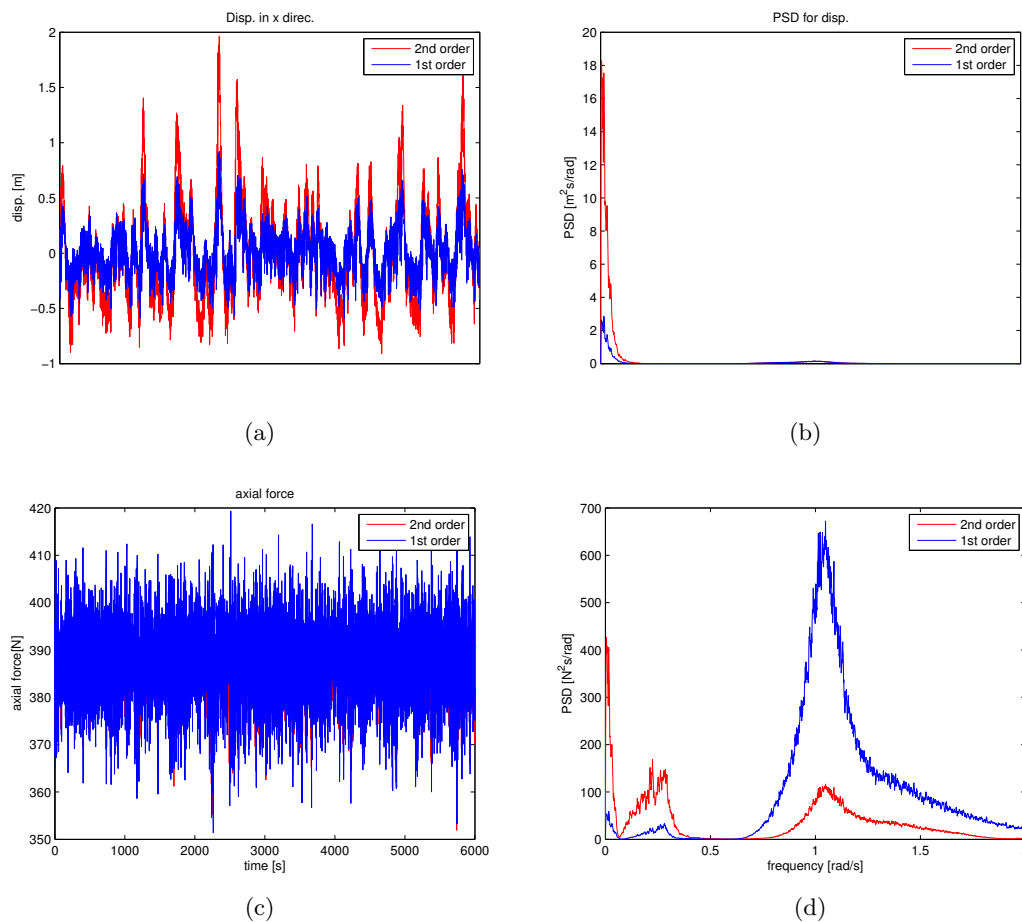 Disp. in x direc.
2
1.5
1
0.5
0
−0.5
−1
disp. [m]
2nd order
1st order
(a)
PSD for disp.
20
18
16
14
12
10
8
6
4
2
0
PSD [m²s/rad]
2nd order
1st order
(b)
axial force
420
410
400
390
380
370
360
350
axial force[N]
2nd order
1st order
0 1000 2000 3000 4000 5000 6000
time [s]
(c)
700
600
500
400
300
200
100
0
PSD [N²s/rad]
2nd order
1st order
0 0.5 1 1.5
frequency [rad/s]
(d)